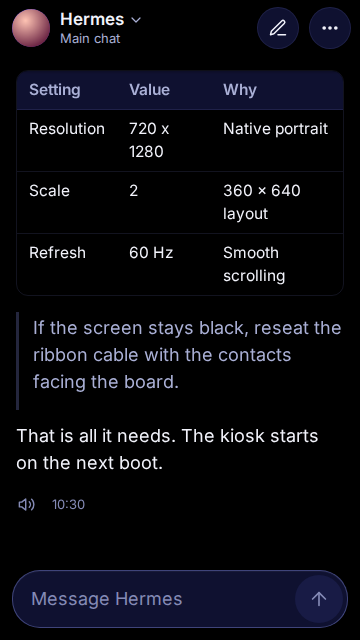 Hermes
Main chat
Setting Value Why
Resolution 720 x 1280 Native portrait
Scale 2 360 × 640 layout
Refresh 60 Hz Smooth scrolling
If the screen stays black, reseat the
ribbon cable with the contacts
facing the board.
That is all it needs. The kiosk starts
on the next boot.
10:30
Message Hermes